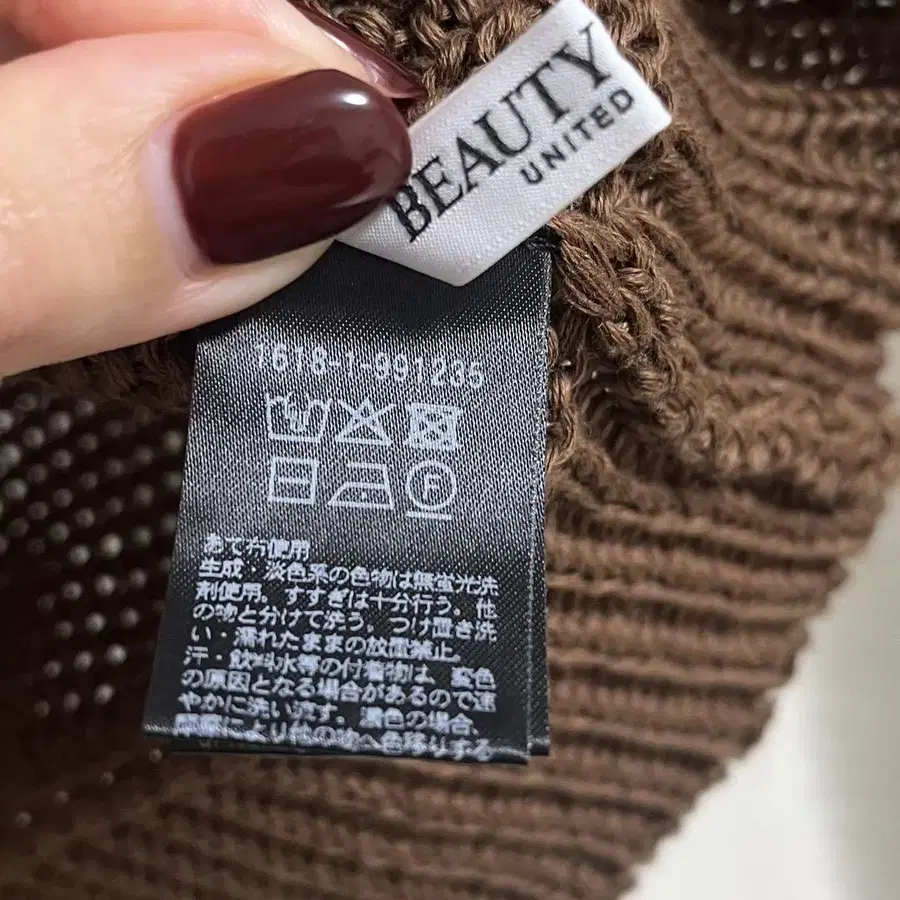 BEAUTY
UNITED
1618-1-991235
F
あて布使用
生成・淡色系の色物は無蛍光洗
剤使用。すすぎは十分行う。他
の物と分けて洗う。つけ置き洗
い・濡れたままの放置禁止。
汗・飲料水等の付着物は、変色
の原因となる場合があるので速
やかに洗い流す。濃色の場合、
摩擦により他の物へ色移りする